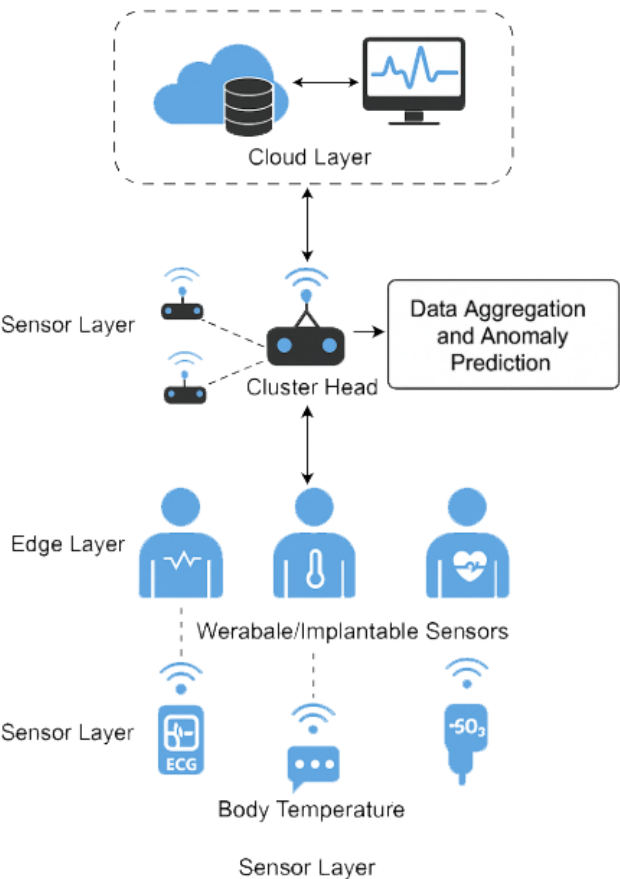 Cloud Layer
Sensor Layer
Data Aggregation
and Anomaly
Prediction
Cluster Head
Edge Layer
Werabale/Implantable Sensors
Sensor Layer
ECG
-SO₃
Body Temperature
Sensor Layer